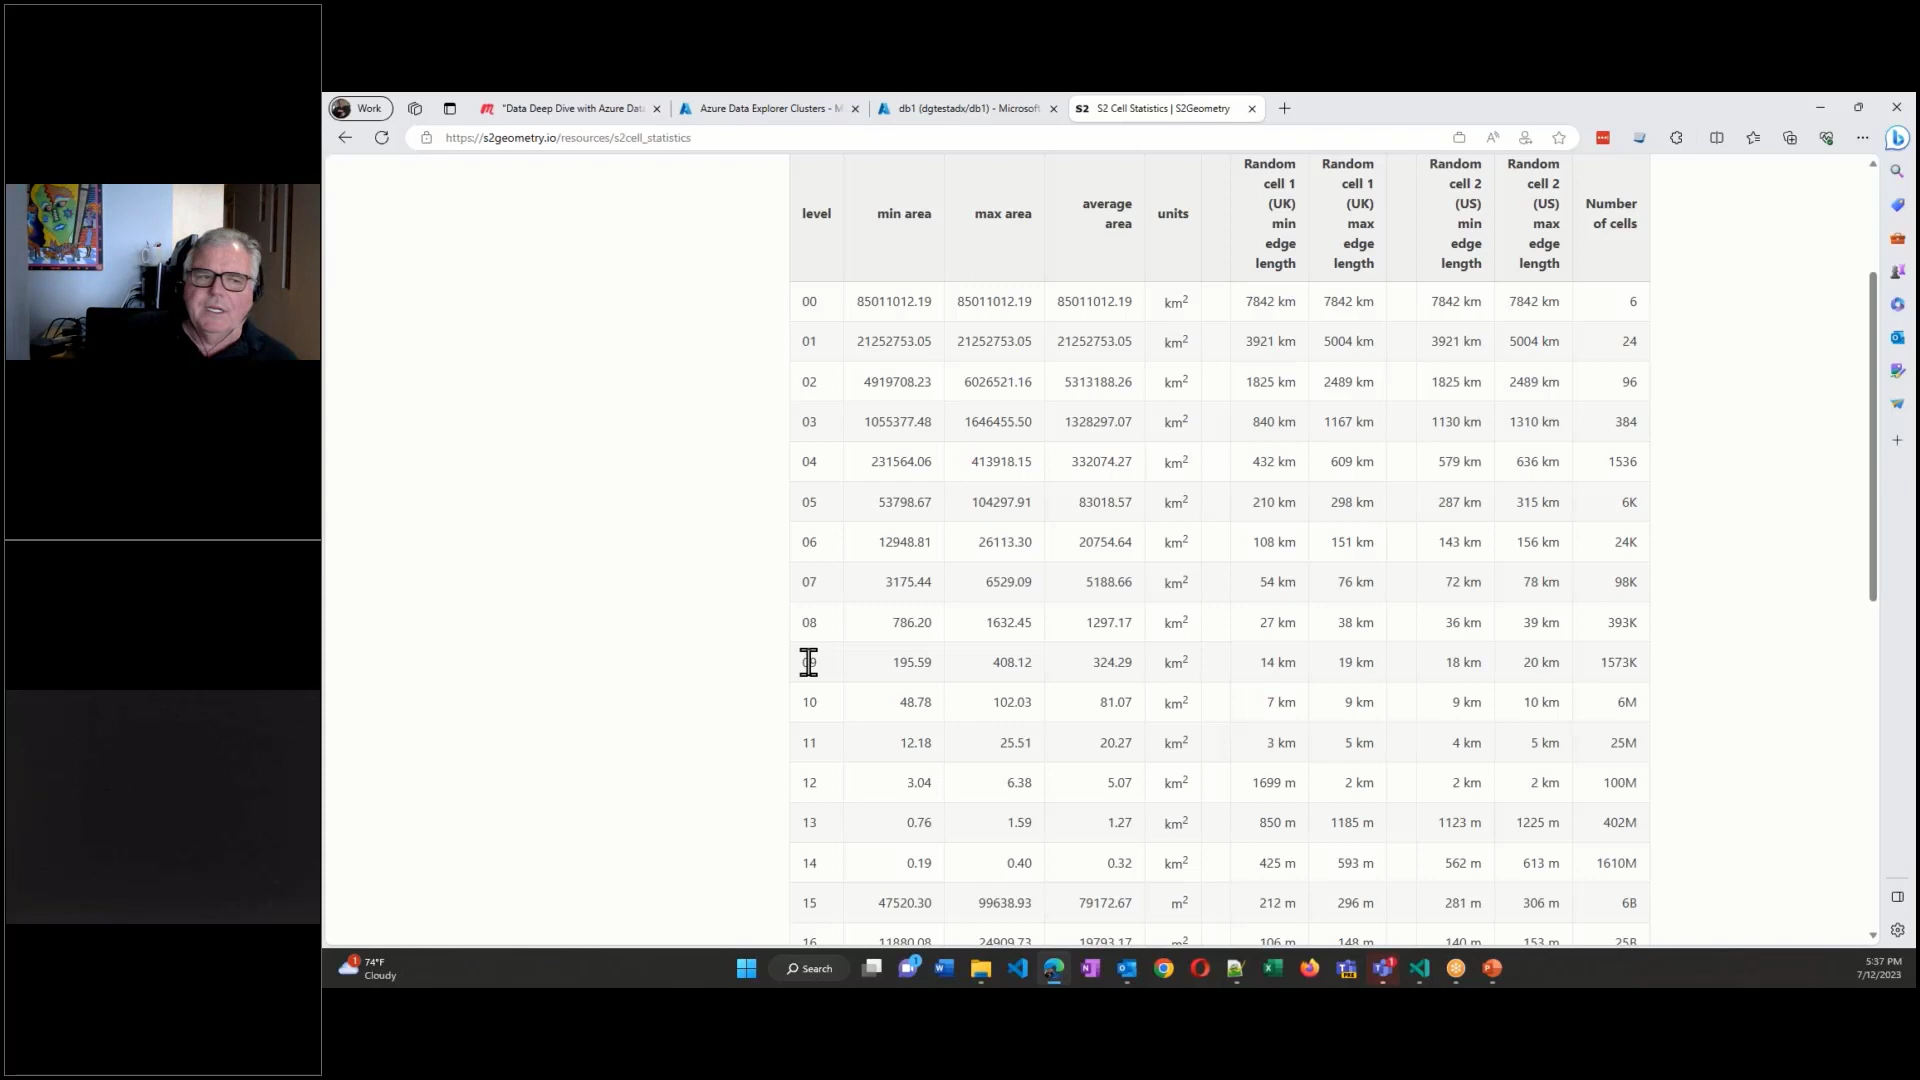 Work
"Data Deep Dive with Azure Dat
Azure Data Explorer Clusters - M
db1 (dgtestadx/db1) - Microsoft
S2 S2 Cell Statistics | S2Geometry
https://s2geometry.io/resources/s2cell_statistics
level min area max area average area units Random cell 1 (UK) min edge length Random cell 1 (UK) max edge length Random cell 2 (US) min edge length Random cell 2 (US) max edge length Number of cells
00 85011012.19 85011012.19 85011012.19 km2 7842 km 7842 km 7842 km 7842 km 6
01 21252753.05 21252753.05 21252753.05 km2 3921 km 5004 km 3921 km 5004 km 24
02 4919708.23 6026521.16 5313188.26 km2 1825 km 2489 km 1825 km 2489 km 96
03 1055377.48 1646455.50 1328297.07 km2 840 km 1167 km 1130 km 1310 km 384
04 231564.06 413918.15 332074.27 km2 432 km 609 km 579 km 636 km 1536
05 53798.67 104297.91 83018.57 km2 210 km 298 km 287 km 315 km 6K
06 12948.81 26113.30 20754.64 km2 108 km 151 km 143 km 156 km 24K
07 3175.44 6529.09 5188.66 km2 54 km 76 km 72 km 78 km 98K
08 786.20 1632.45 1297.17 km2 27 km 38 km 36 km 39 km 393K
09 195.59 408.12 324.29 km2 14 km 19 km 18 km 20 km 1573K
10 48.78 102.03 81.07 km2 7 km 9 km 9 km 10 km 6M
11 12.18 25.51 20.27 km2 3 km 5 km 4 km 5 km 25M
12 3.04 6.38 5.07 km2 1699 m 2 km 2 km 2 km 100M
13 0.76 1.59 1.27 km2 850 m 1185 m 1123 m 1225 m 402M
14 0.19 0.40 0.32 km2 425 m 593 m 562 m 613 m 1610M
15 47520.30 99638.93 79172.67 m2 212 m 296 m 281 m 306 m 6B
16 11880.08 24909.73 19793.17 m2 106 m 148 m 140 m 153 m 25B
74°F
Cloudy
Search
5:37 PM
7/12/2023